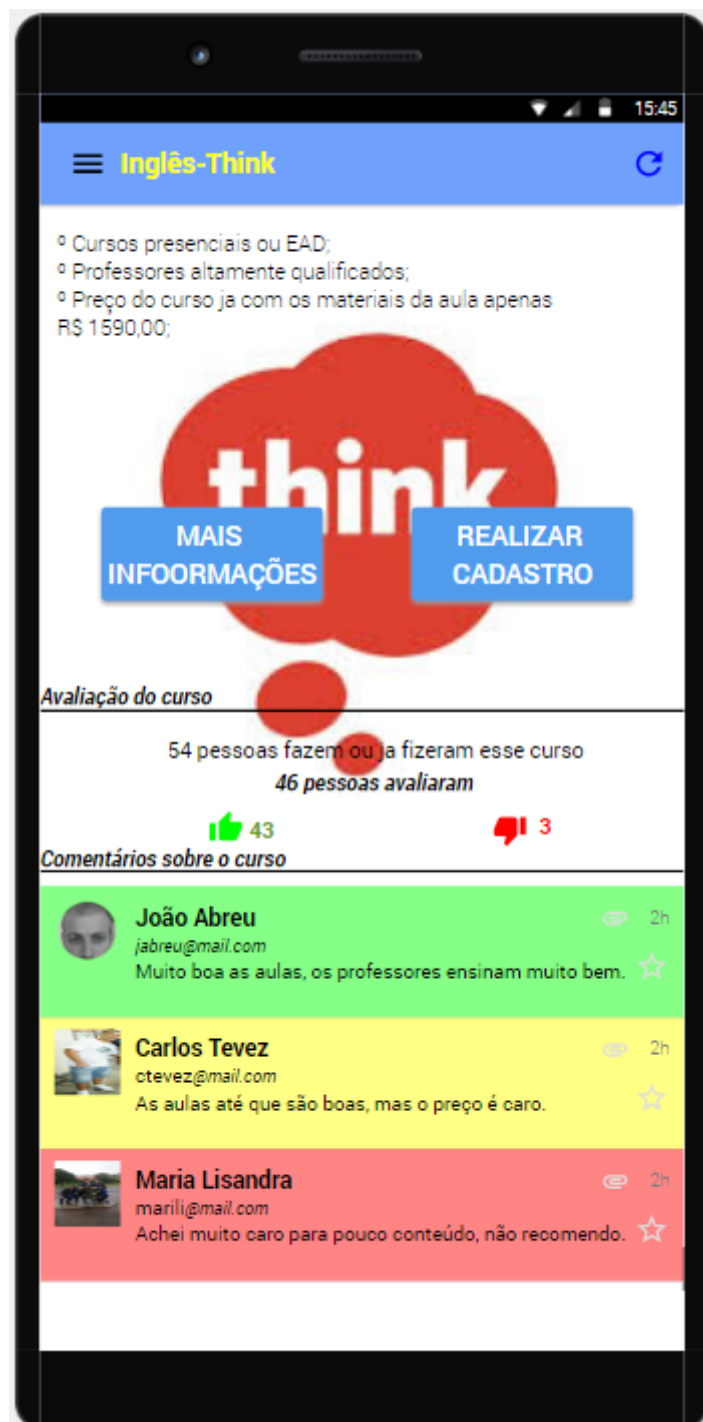 15:45
Inglês-Think
º Cursos presenciais ou EAD;
º Professores altamente qualificados;
º Preço do curso ja com os materiais da aula apenas
R$ 1590,00;
think
MAIS
INFOORMAÇÕES
REALIZAR
CADASTRO
Avaliação do curso
54 pessoas fazem ou ja fizeram esse curso
46 pessoas avaliaram
43
3
Comentários sobre o curso
João Abreu
2h
jabreu@mail.com
Muito boa as aulas, os professores ensinam muito bem.
Carlos Tevez
2h
ctevez@mail.com
As aulas até que são boas, mas o preço é caro.
Maria Lisandra
2h
marili@mail.com
Achei muito caro para pouco conteúdo, não recomendo.